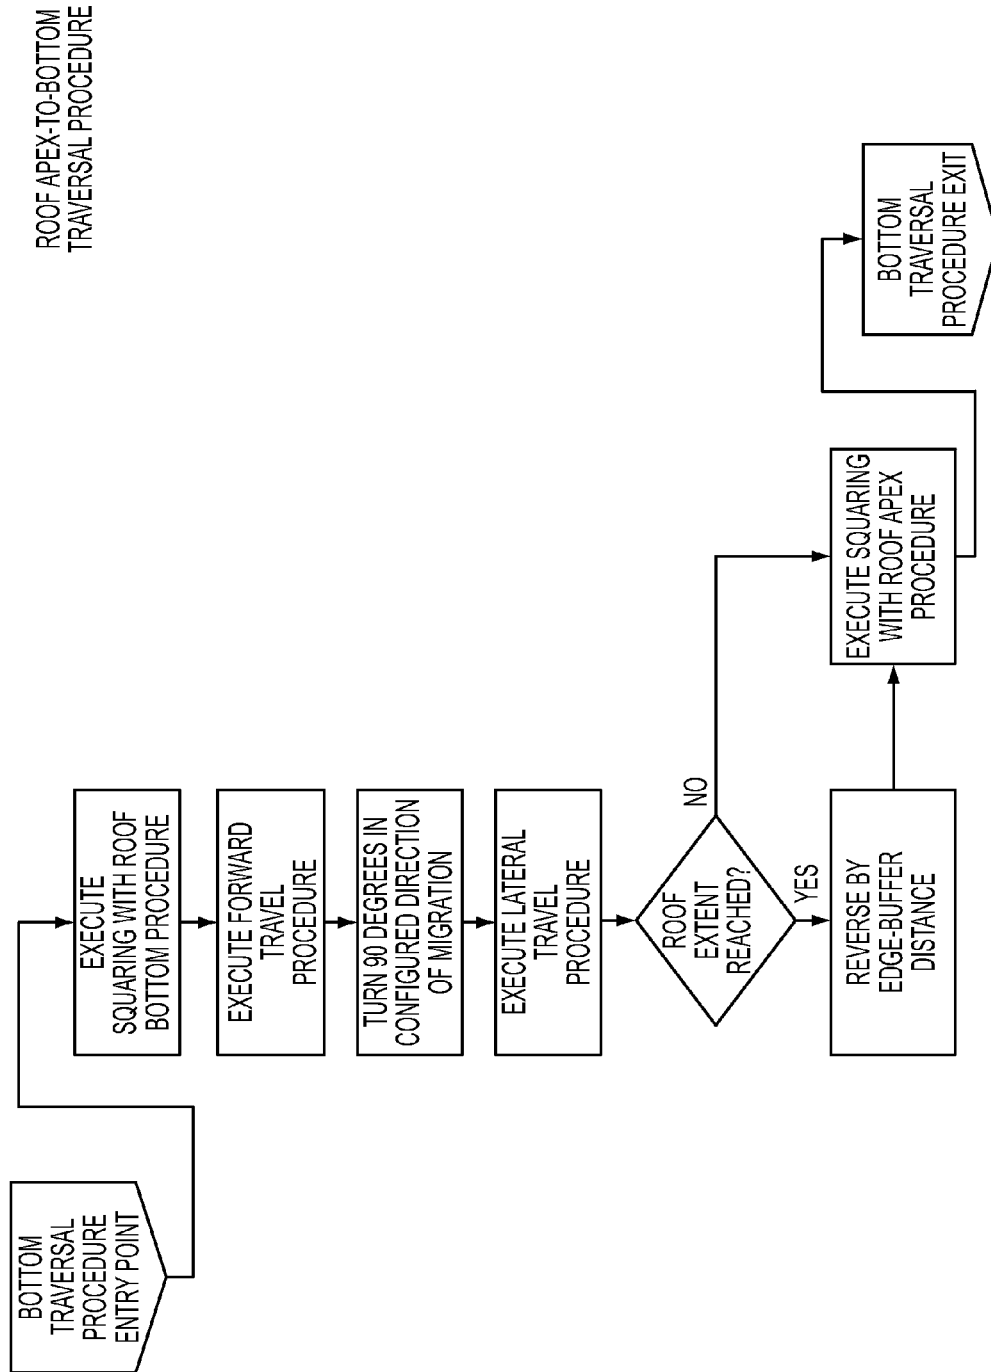 ROOF APEX-TO-BOTTOM
TRAVERSAL PROCEDURE
BOTTOM
TRAVERSAL
PROCEDURE
ENTRY POINT
EXECUTE
SQUARING WITH ROOF
BOTTOM PROCEDURE
EXECUTE FORWARD
TRAVEL
PROCEDURE
TURN 90 DEGREES IN
CONFIGURED DIRECTION
OF MIGRATION
EXECUTE LATERAL
TRAVEL
PROCEDURE
ROOF
EXTENT
REACHED?
NO
YES
REVERSE BY
EDGE-BUFFER
DISTANCE
EXECUTE SQUARING
WITH ROOF APEX
PROCEDURE
BOTTOM
TRAVERSAL
PROCEDURE EXIT